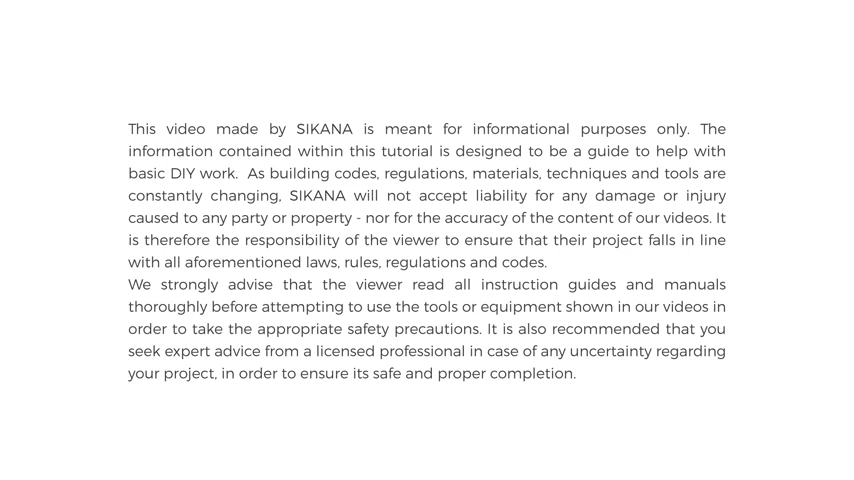 This video made by SIKANA is meant for informational purposes only. The
information contained within this tutorial is designed to be a guide to help with
basic DIY work.  As building codes, regulations, materials, techniques and tools are
constantly changing, SIKANA will not accept liability for any damage or injury
caused to any party or property - nor for the accuracy of the content of our videos. It
is therefore the responsibility of the viewer to ensure that their project falls in line
with all aforementioned laws, rules, regulations and codes.
We strongly advise that the viewer read all instruction guides and manuals
thoroughly before attempting to use the tools or equipment shown in our videos in
order to take the appropriate safety precautions. It is also recommended that you
seek expert advice from a licensed professional in case of any uncertainty regarding
your project, in order to ensure its safe and proper completion.